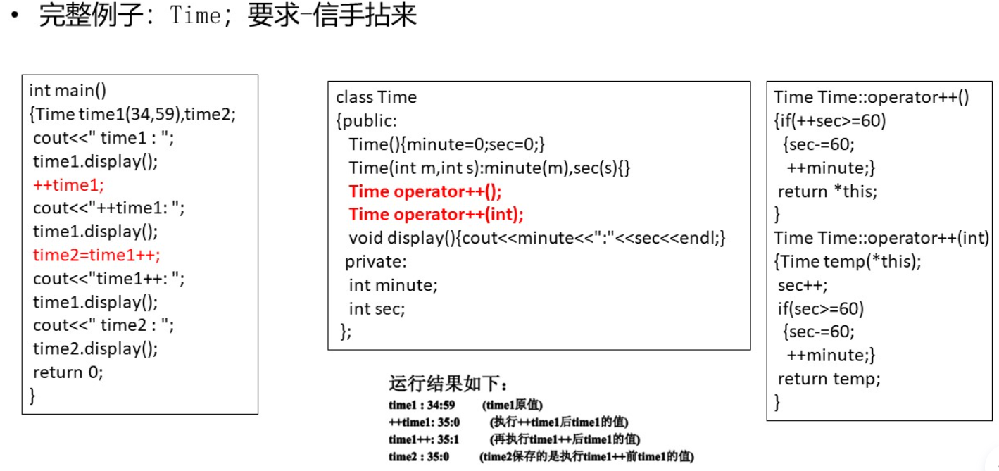 • 完整例子：Time；要求-信手拈来
int main()
{Time time1(34,59),time2;
cout<<" time1 : ";
time1.display();
++time1;
cout<<"++time1: ";
time1.display();
time2=time1++;
cout<<"time1++: ";
time1.display();
cout<<" time2 : ";
time2.display();
return 0;
}
class Time
{public:
Time(){minute=0;sec=0;}
Time(int m,int s):minute(m),sec(s){}
Time operator++();
Time operator++(int);
void display(){cout<<minute<<":"<<sec<<endl;}
private:
int minute;
int sec;
};
Time Time::operator++()
{if(++sec>=60)
{sec-=60;
++minute;}
return *this;
}
Time Time::operator++(int)
{Time temp(*this);
sec++;
if(sec>=60)
{sec-=60;
++minute;}
return temp;
}
运行结果如下：
time1 : 34:59 (time1原值)
++time1: 35:0 (执行++time1后time1的值)
time1++: 35:1 (再执行time1++后time1的值)
time2 : 35:0 (time2保存的是执行time1++前time1的值)